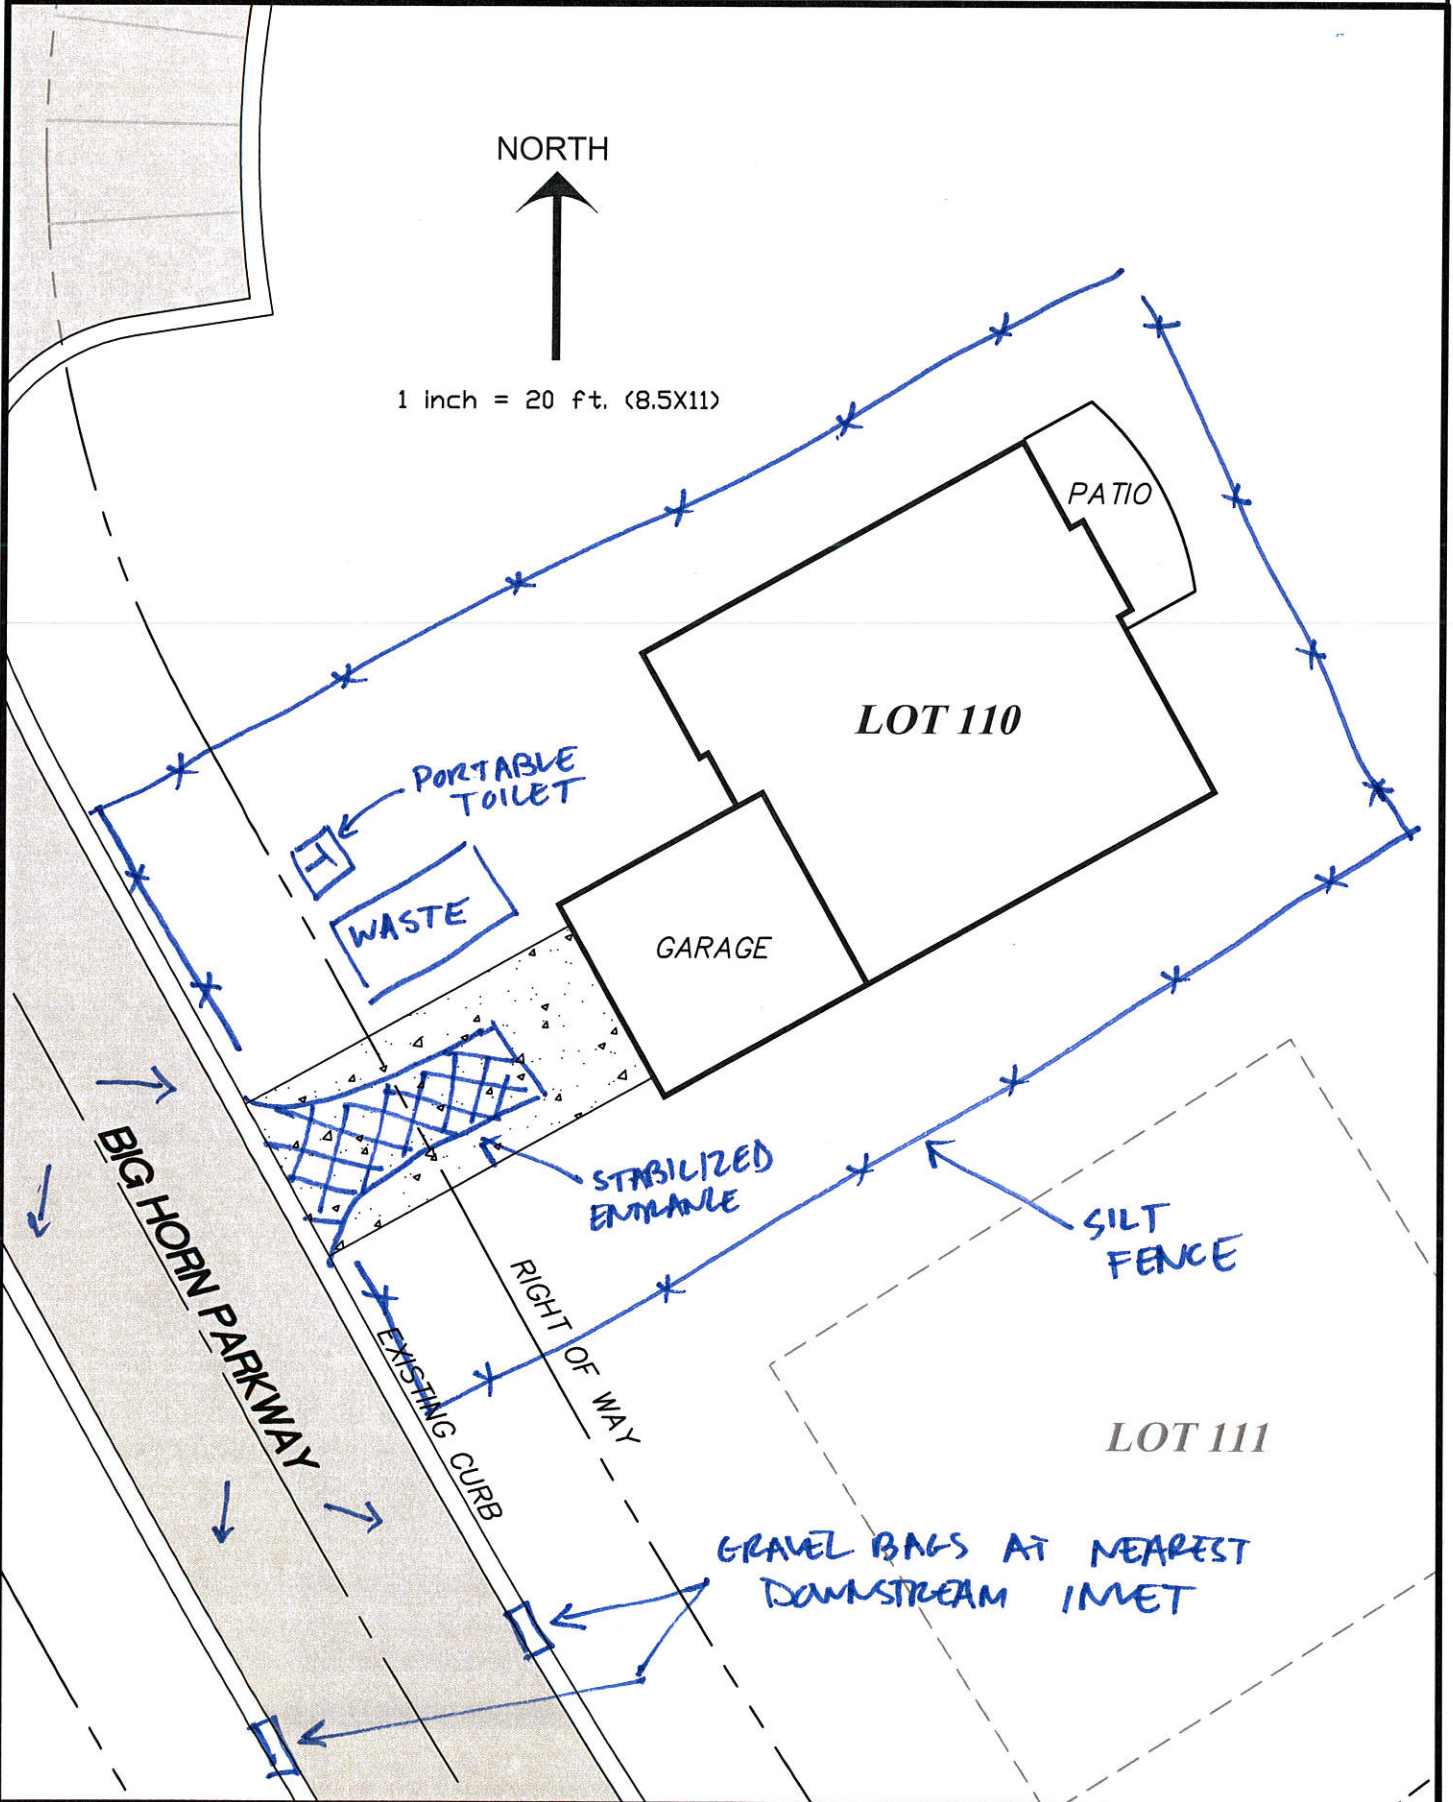 NORTH
1 inch = 20 ft. (8.5X11)
PATIO
LOT 110
PORTABLE
TOILET
T
WASTE
GARAGE
STABILIZED
ENTRANCE
SILT
FENCE
BIG HORN PARKWAY
RIGHT OF WAY
EXISTING CURB
LOT 111
GRAVEL BAGS AT NEAREST
DOWNSTREAM INLET